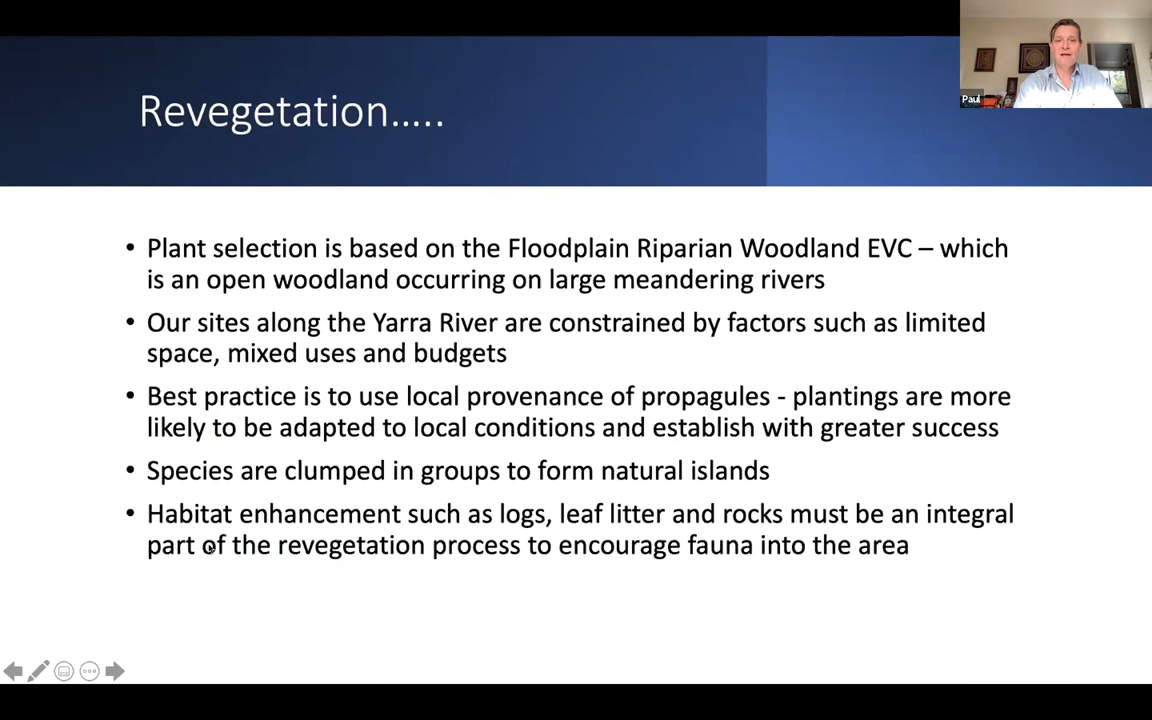 Revegetation.....
Paul
• Plant selection is based on the Floodplain Riparian Woodland EVC – which
is an open woodland occurring on large meandering rivers
• Our sites along the Yarra River are constrained by factors such as limited
space, mixed uses and budgets
• Best practice is to use local provenance of propagules - plantings are more
likely to be adapted to local conditions and establish with greater success
• Species are clumped in groups to form natural islands
• Habitat enhancement such as logs, leaf litter and rocks must be an integral
part of the revegetation process to encourage fauna into the area